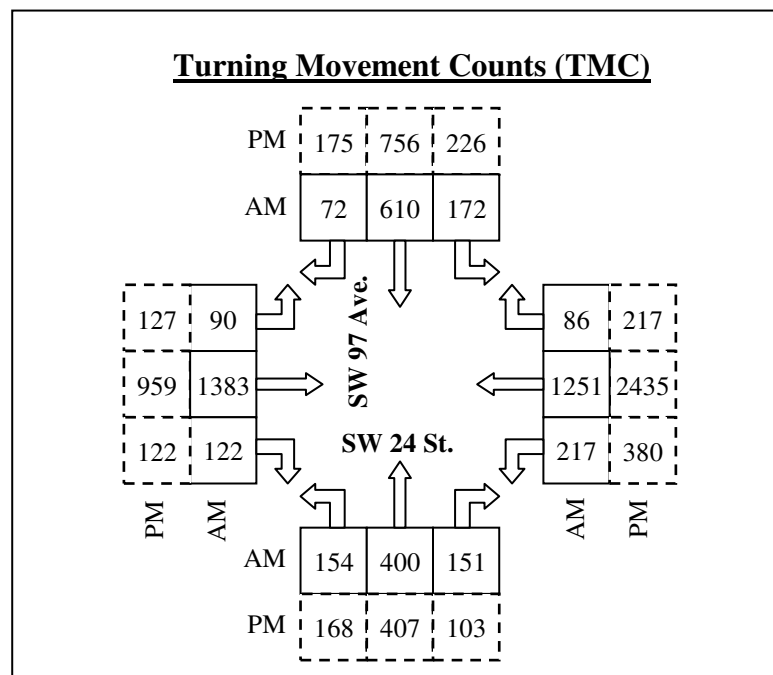 Turning Movement Counts (TMC)
PM 175 756 226
AM 72 610 172
127 90 86 217
959 1383 1251 2435
122 122 217 380
SW 97 Ave.
SW 24 St.
PM AM AM PM
AM 154 400 151
PM 168 407 103